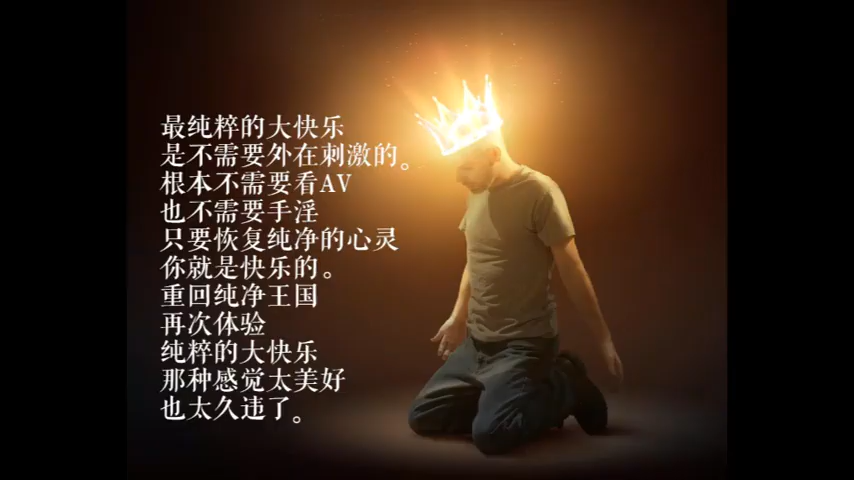 最纯粹的大快乐
是不需要外在刺激的。
根本不需要看AV
也不需要手淫
只要恢复纯净的心灵
你就是快乐的。
重回纯净王国
再次体验
纯粹的大快乐
那种感觉太美好
也太久违了。